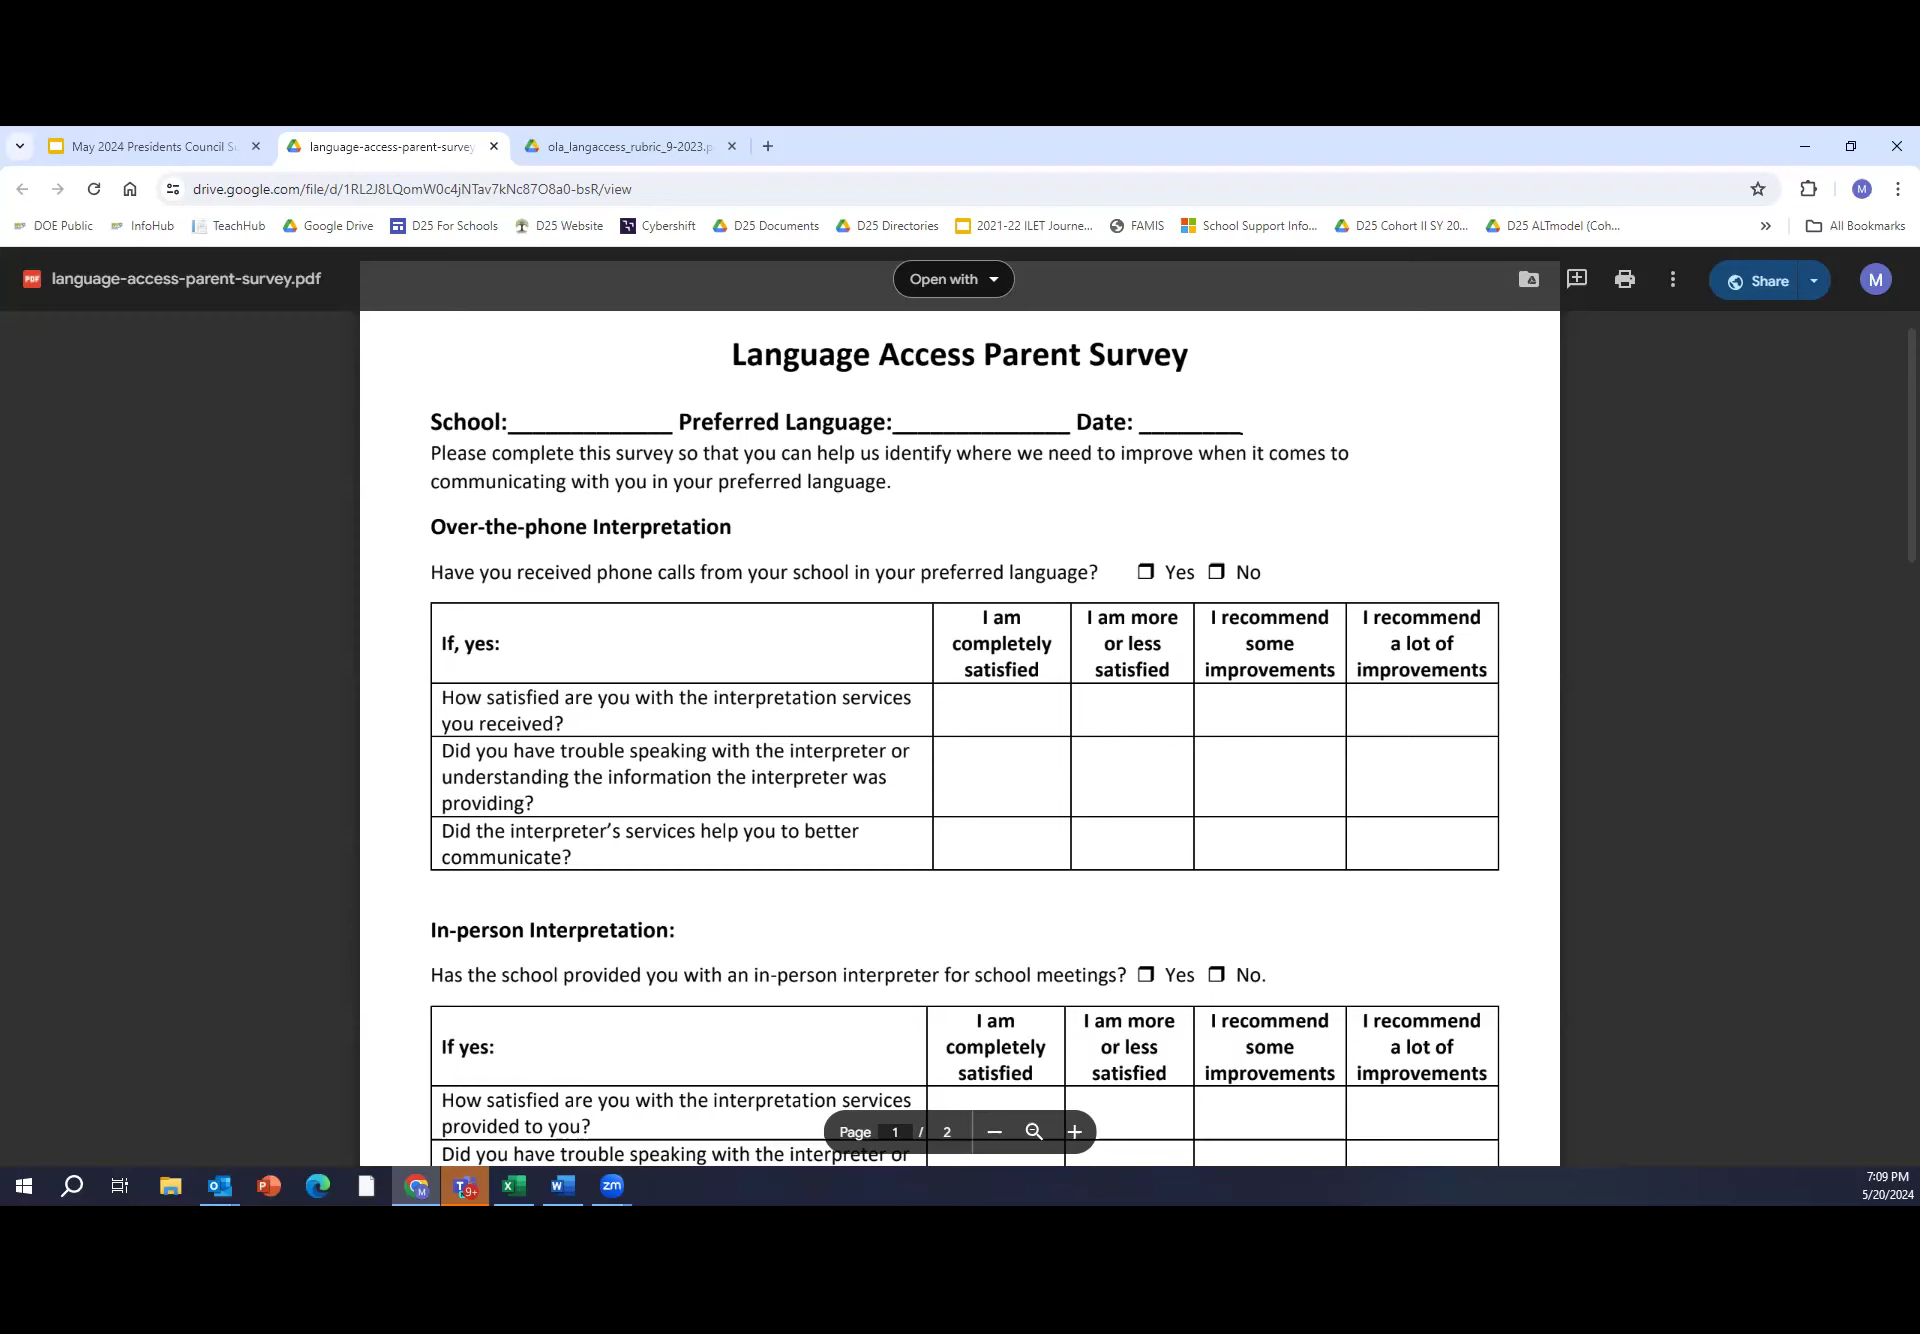 May 2024 Presidents Council S
language-access-parent-survey
ola_langaccess_rubric_9-2023.p
drive.google.com/file/d/1RL2J8LQomW0c4jNTav7kNc87O8a0-bsR/view
M
DOE Public
InfoHub
TeachHub
Google Drive
D25 For Schools
D25 Website
Cybershift
D25 Documents
D25 Directories
2021-22 ILET Journe...
FAMIS
School Support Info...
D25 Cohort II SY 20...
D25 ALTmodel (Coh...
All Bookmarks
PDF
language-access-parent-survey.pdf
Open with
Share
M
Language Access Parent Survey
School:_____________ Preferred Language:______________ Date: ________
Please complete this survey so that you can help us identify where we need to improve when it comes to
communicating with you in your preferred language.
Over-the-phone Interpretation
Have you received phone calls from your school in your preferred language? ❒ Yes ❒ No
If, yes:
I am
completely
satisfied
I am more
or less
satisfied
I recommend
some
improvements
I recommend
a lot of
improvements
How satisfied are you with the interpretation services
you received?
Did you have trouble speaking with the interpreter or
understanding the information the interpreter was
providing?
Did the interpreter's services help you to better
communicate?
In-person Interpretation:
Has the school provided you with an in-person interpreter for school meetings? ❒ Yes ❒ No.
If yes:
I am
completely
satisfied
I am more
or less
satisfied
I recommend
some
improvements
I recommend
a lot of
improvements
How satisfied are you with the interpretation services
provided to you?
Did you have trouble speaking with the interpreter or
Page 1 / 2
9+
zm
7:09 PM
5/20/2024